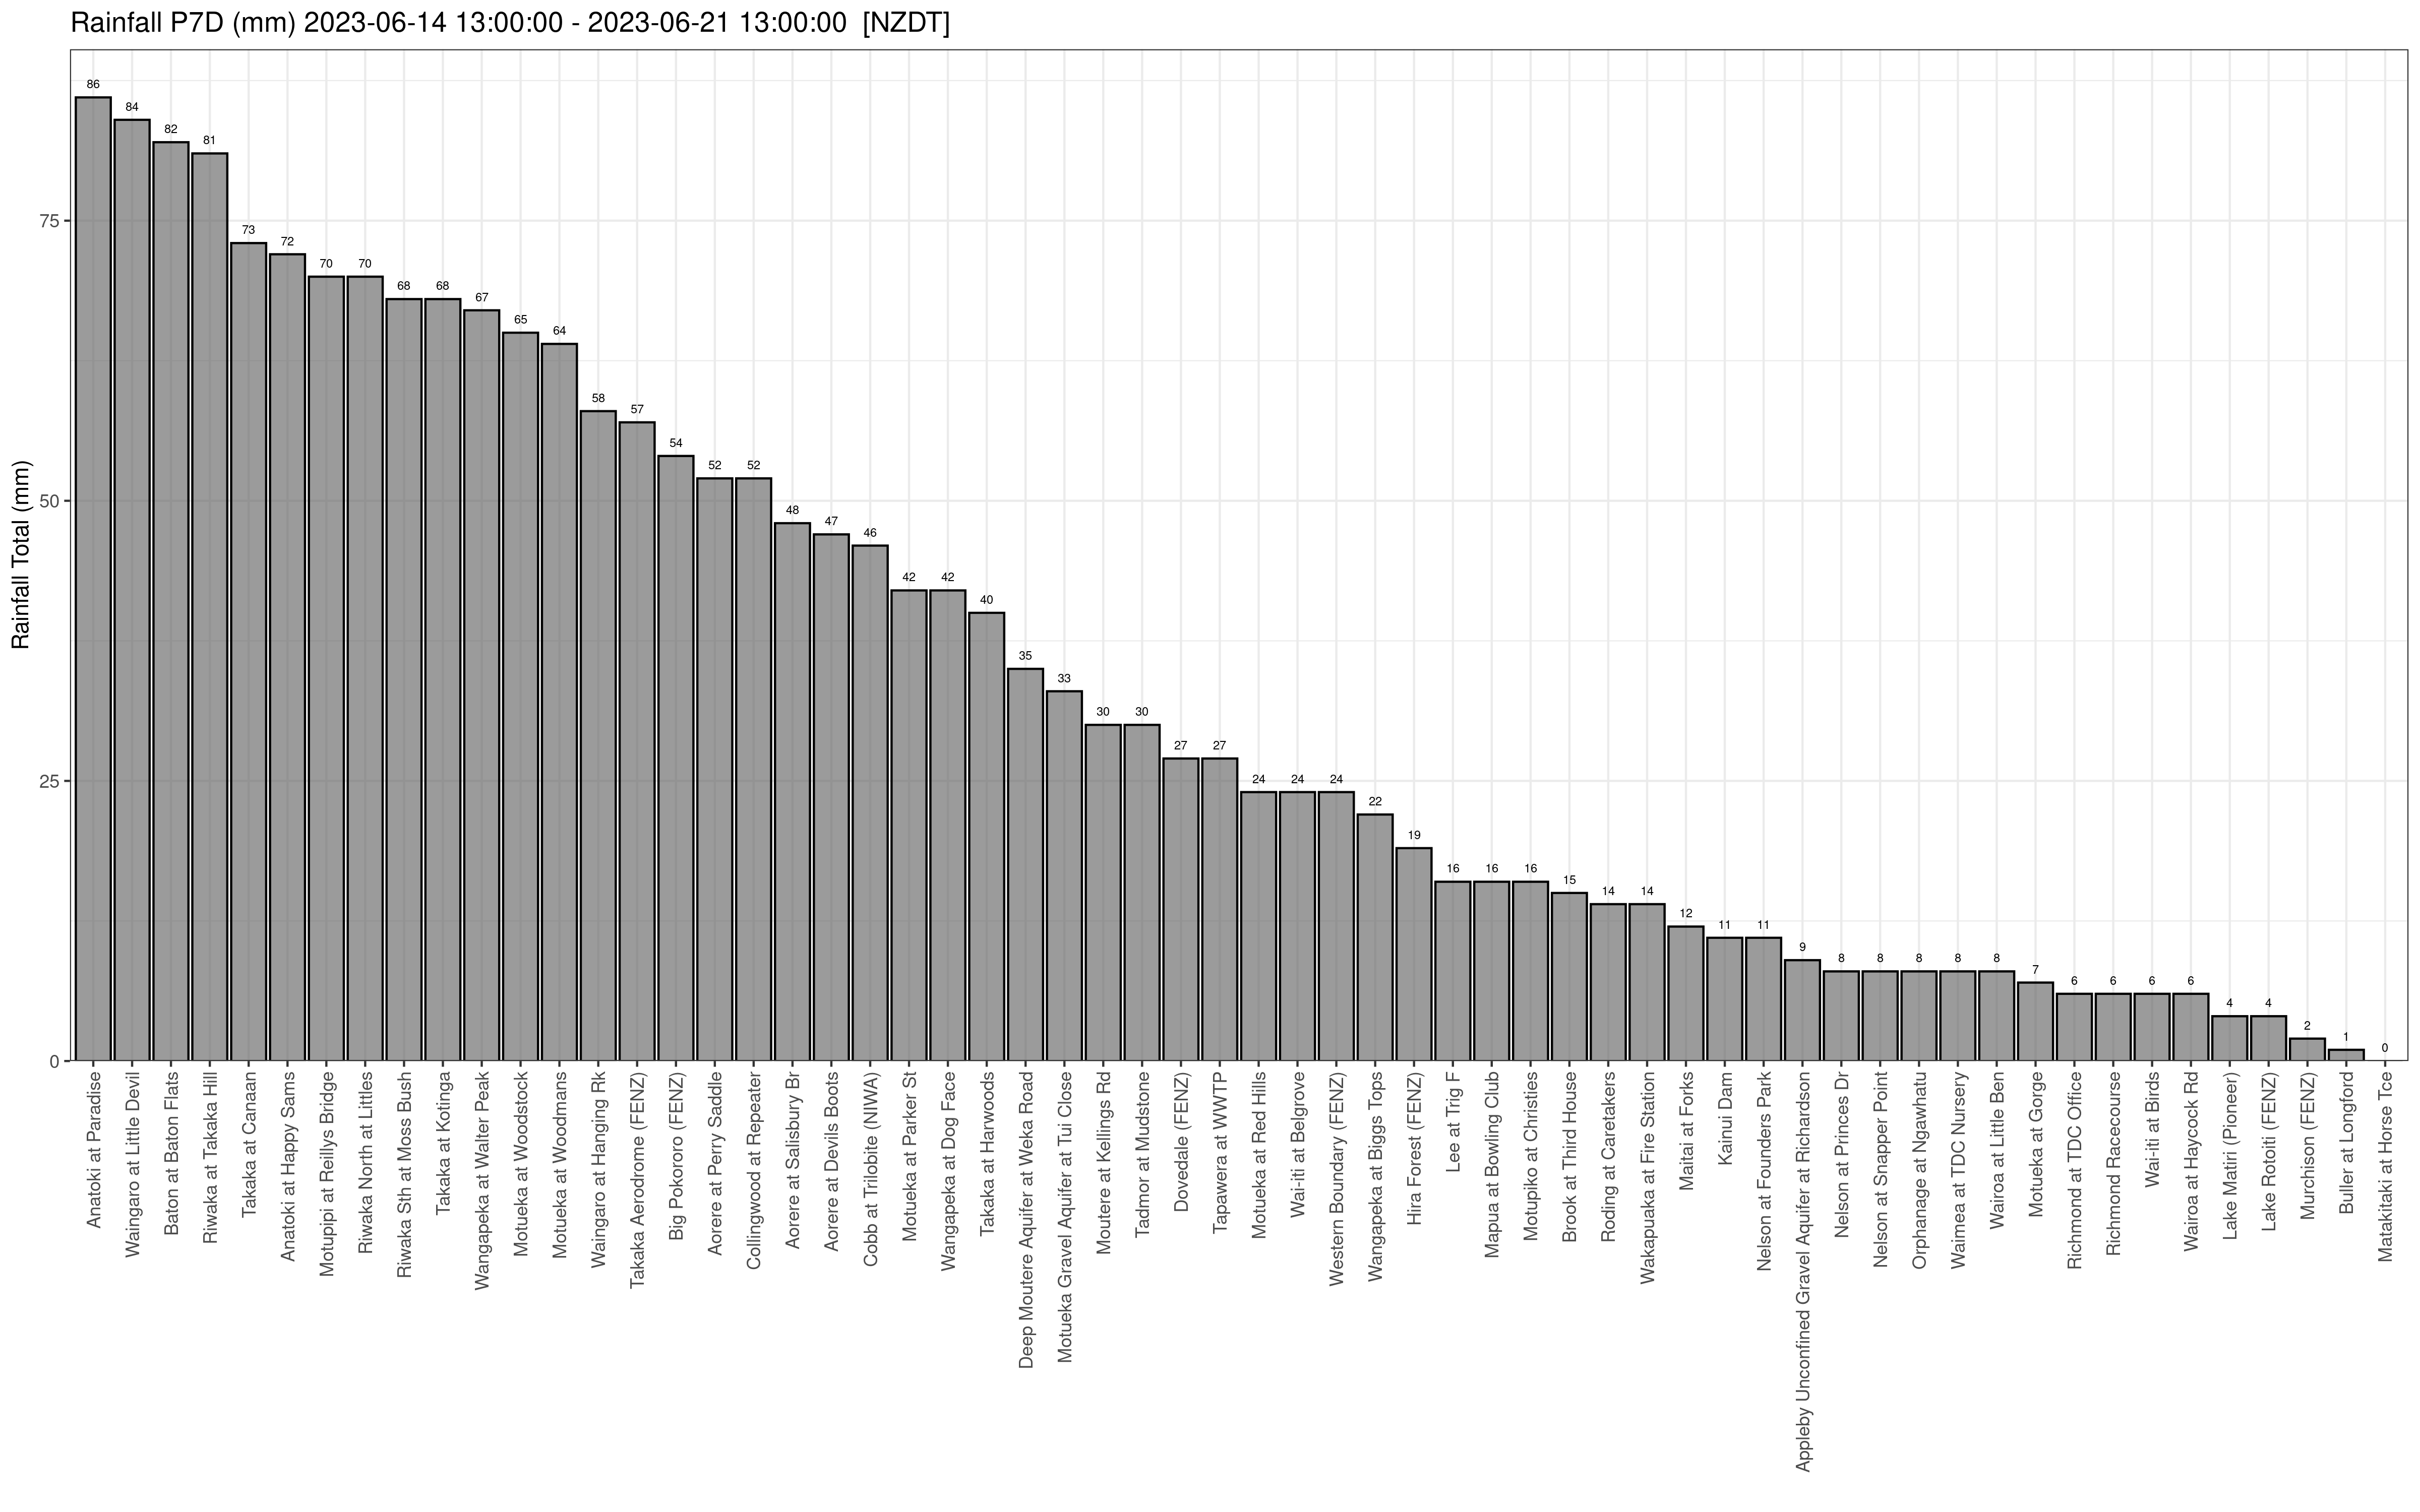 Rainfall P7D (mm) 2023-06-14 13:00:00 - 2023-06-21 13:00:00 [NZDT]
Rainfall Total (mm)
75
50
25
0
86
84
82
81
73
72
70
70
68
68
67
65
64
58
57
54
52
52
48
47
46
42
42
40
35
33
30
30
27
27
24
24
24
22
19
16
16
16
15
14
14
12
11
11
9
8
8
8
8
8
7
6
6
6
6
4
4
2
1
0
Anatoki at Paradise
Waingaro at Little Devil
Baton at Baton Flats
Riwaka at Takaka Hill
Takaka at Canaan
Anatoki at Happy Sams
Motupipi at Reillys Bridge
Riwaka North at Littles
Riwaka Sth at Moss Bush
Takaka at Kotinga
Wangapeka at Walter Peak
Motueka at Woodstock
Motueka at Woodmans
Waingaro at Hanging Rk
Takaka Aerodrome (FENZ)
Big Pokororo (FENZ)
Aorere at Perry Saddle
Collingwood at Repeater
Aorere at Salisbury Br
Aorere at Devils Boots
Cobb at Trilobite (NIWA)
Motueka at Parker St
Wangapeka at Dog Face
Takaka at Harwoods
Deep Moutere Aquifer at Weka Road
Motueka Gravel Aquifer at Tui Close
Moutere at Kellings Rd
Tadmor at Mudstone
Dovedale (FENZ)
Tapawera at WWTP
Motueka at Red Hills
Wai-iti at Belgrove
Western Boundary (FENZ)
Wangapeka at Biggs Tops
Hira Forest (FENZ)
Lee at Trig F
Mapua at Bowling Club
Motupiko at Christies
Brook at Third House
Roding at Caretakers
Wakapuaka at Fire Station
Maitai at Forks
Kainui Dam
Nelson at Founders Park
Appleby Unconfined Gravel Aquifer at Richardson
Nelson at Princes Dr
Nelson at Snapper Point
Orphanage at Ngawhatu
Waimea at TDC Nursery
Wairoa at Little Ben
Motueka at Gorge
Richmond at TDC Office
Richmond Racecourse
Wai-iti at Birds
Wairoa at Haycock Rd
Lake Matiri (Pioneer)
Lake Rotoiti (FENZ)
Murchison (FENZ)
Buller at Longford
Matakitaki at Horse Tce